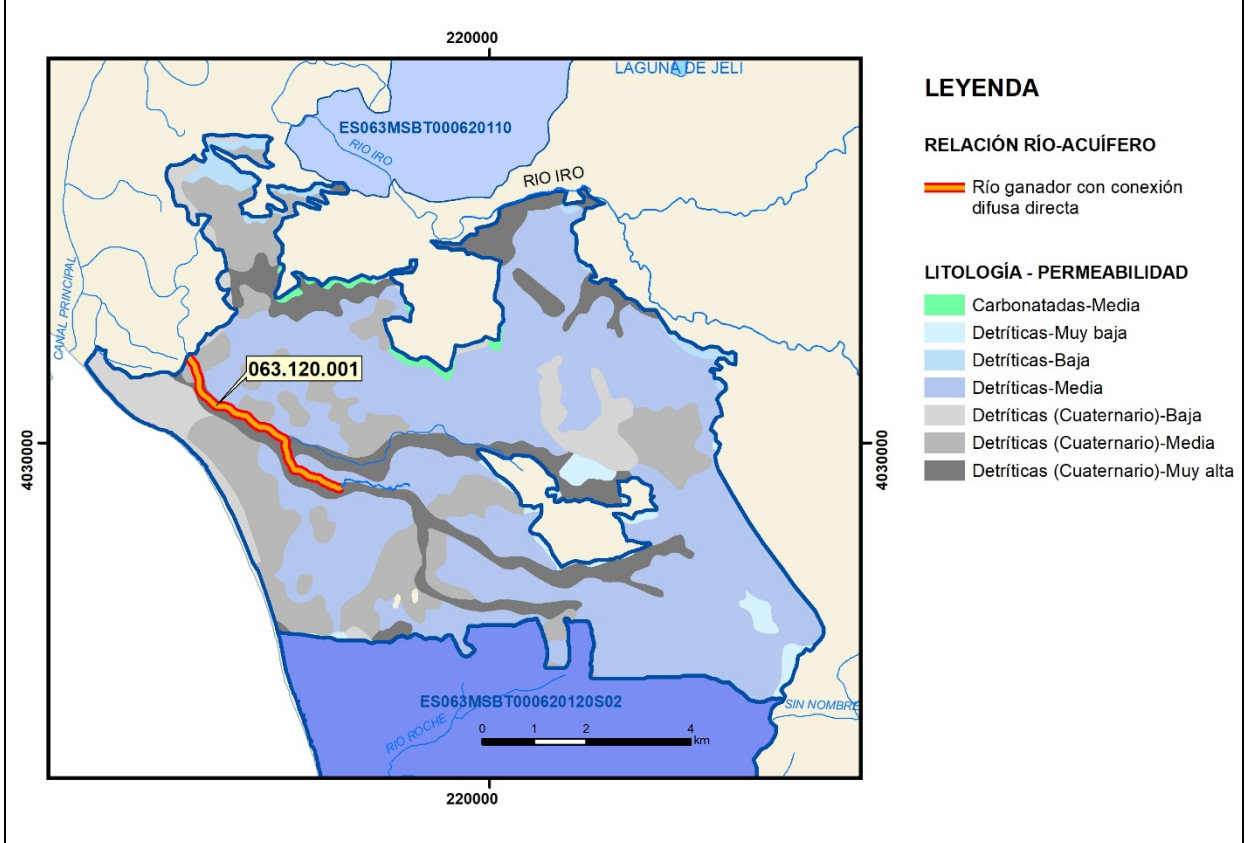 220000
LAGUNA DE JELI
ES063MSBT000620110
RIO IRO
RIO IRO
CANAL PRINCIPAL
063.120.001
4030000
4030000
ES063MSBT000620120S02
RIO ROCHE
SIN NOMBRE
0 1 2 4
km
220000
LEYENDA
RELACIÓN RÍO-ACUÍFERO
Río ganador con conexión
difusa directa
LITOLOGÍA - PERMEABILIDAD
Carbonatadas-Media
Detríticas-Muy baja
Detríticas-Baja
Detríticas-Media
Detríticas (Cuaternario)-Baja
Detríticas (Cuaternario)-Media
Detríticas (Cuaternario)-Muy alta